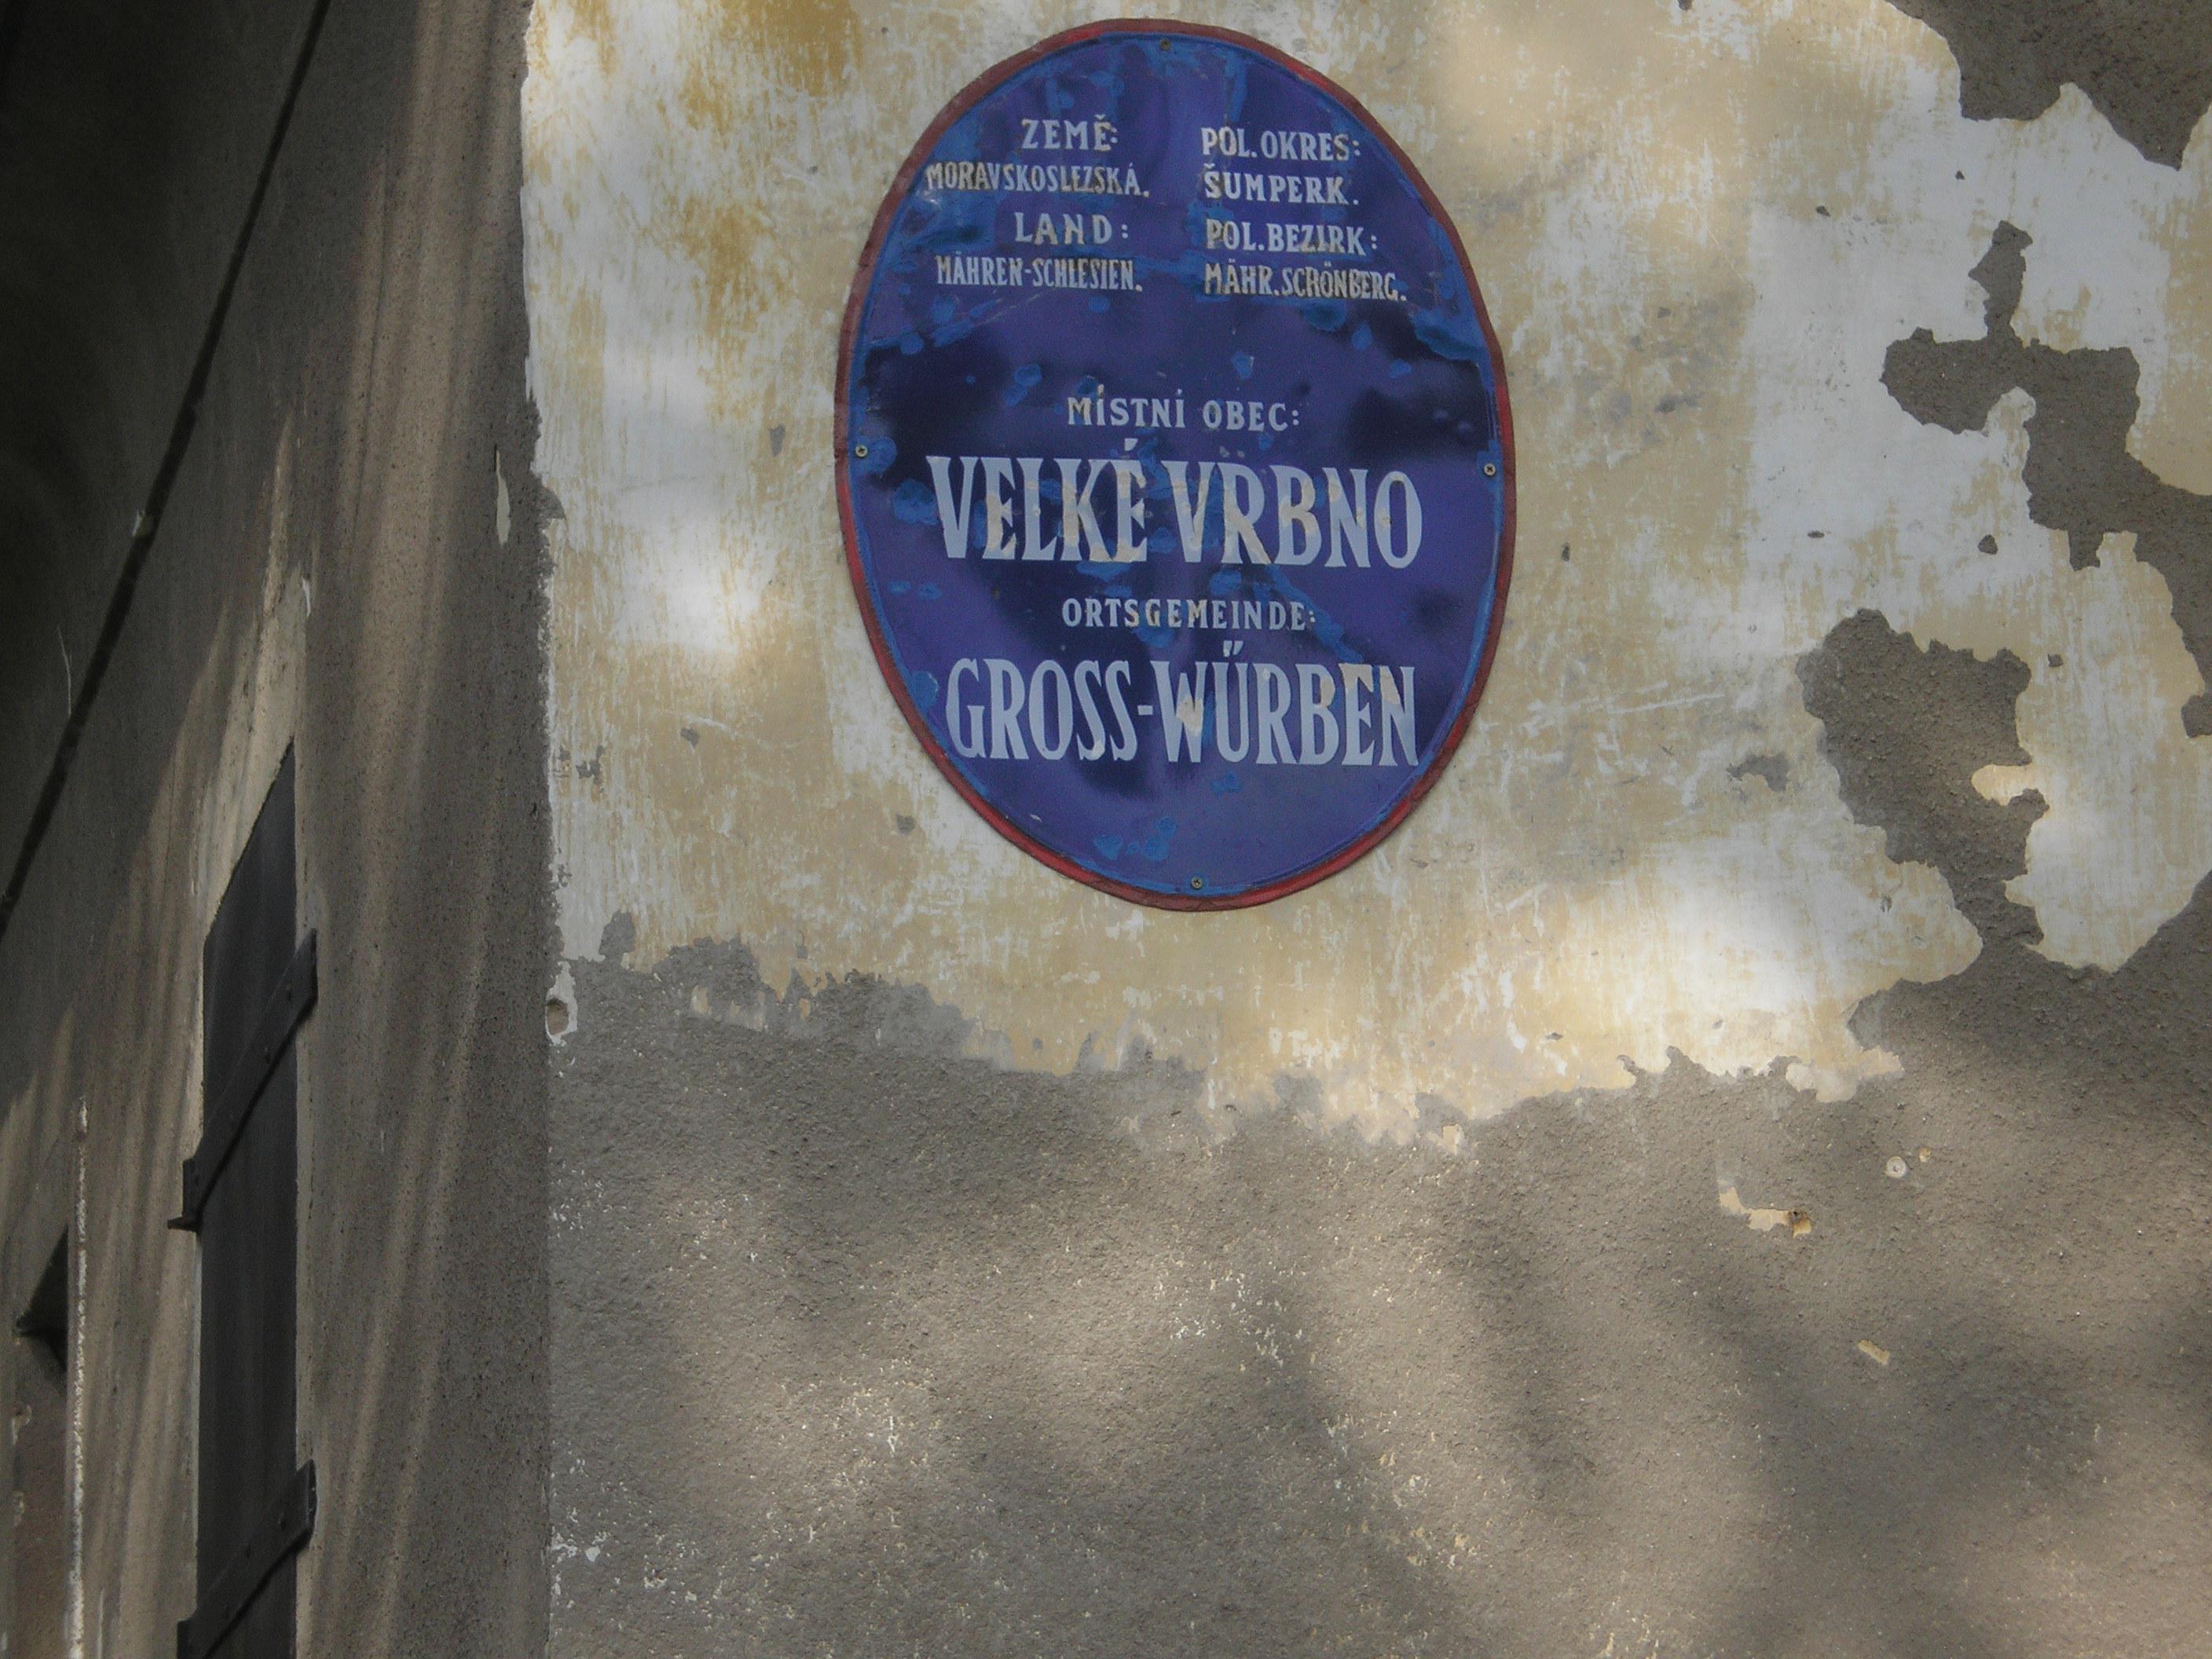 ZEMĚ:
MORAVSKOSLEZSKÁ.
LAND:
MÄHREN-SCHLESIEN.
POL. OKRES:
ŠUMPERK.
POL. BEZIRK:
MÄHR. SCHÖNBERG.
MÍSTNÍ OBEC:
VELKÉ VRBNO
ORTSGEMEINDE:
GROSS-WÜRBEN